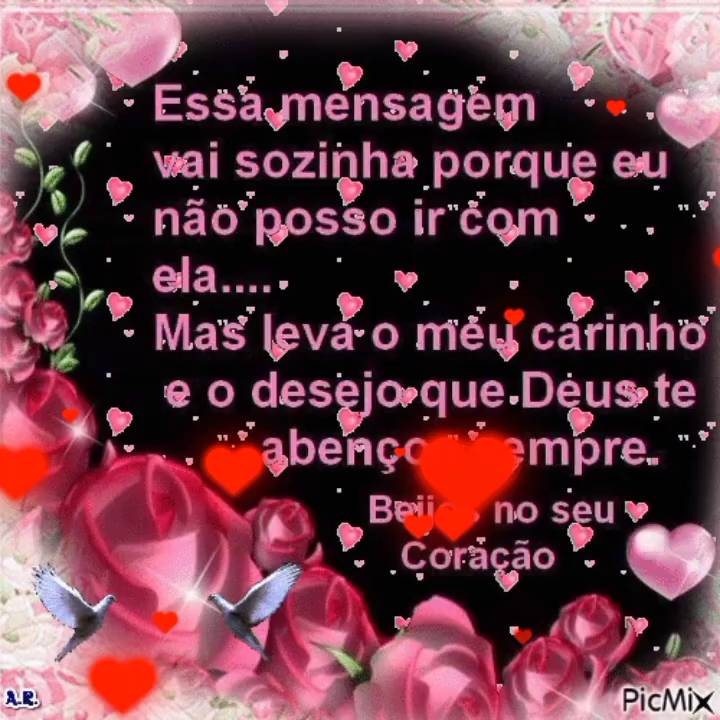 Essa mensagem
vai sozinha porque eu
não posso ir com
ela....
Mas leva o meu carinho
e o desejo que Deus te
sempre.
no seu
Coração
A.R.
PicMix